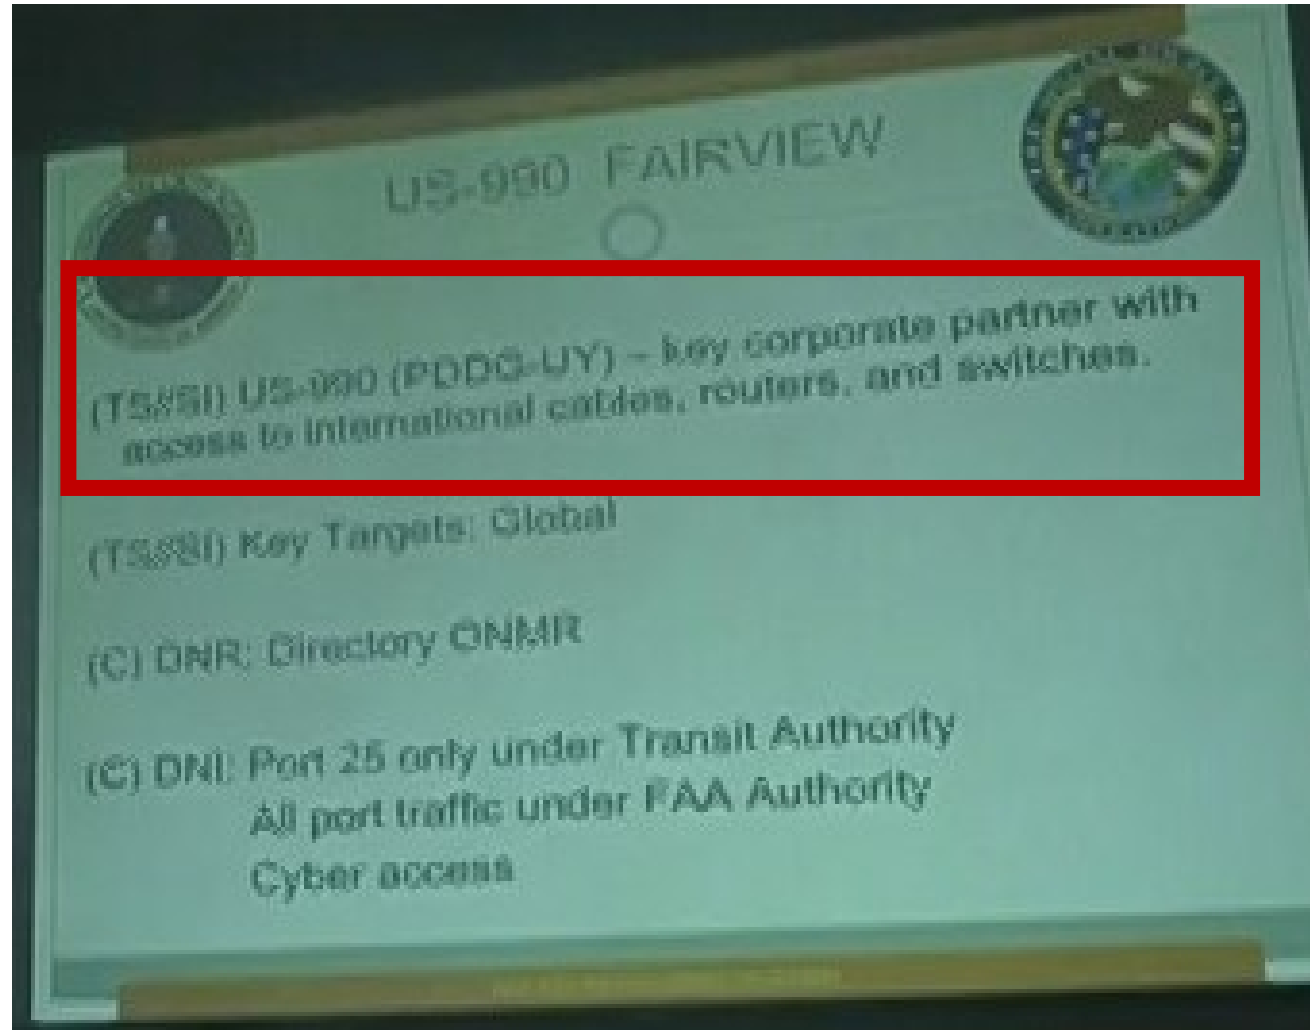 US-990 FAIRVIEW
(TS//SI) US-990 (PDDG-UY) – key corporate partner with
access to international cables, routers, and switches.
(TS//SI) Key Targets: Global
(C) DNR: Directory ONMR
(C) DNI: Port 25 only under Transit Authority
All port traffic under FAA Authority
Cyber access